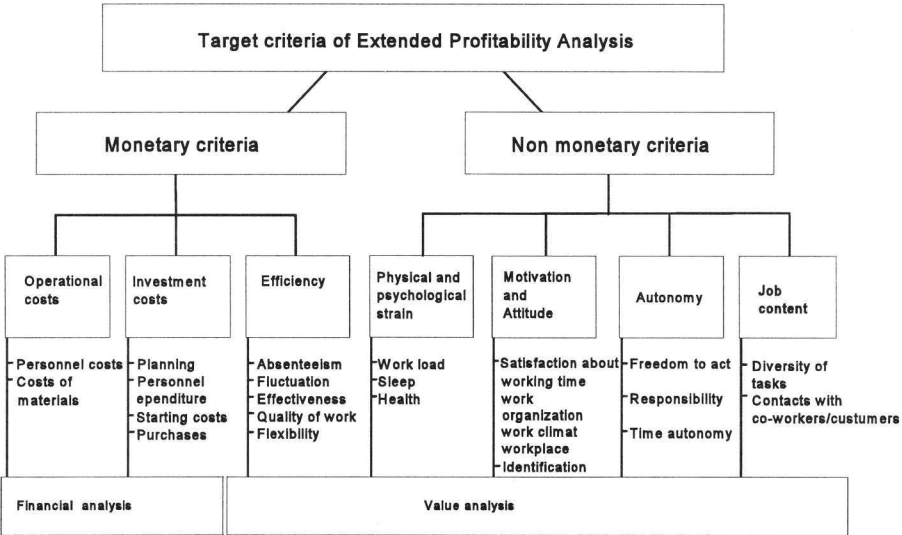 Target criteria of Extended Profitability Analysis
Monetary criteria
Non monetary criteria
Operational
costs
Investment
costs
Efficiency
Physical and
psychological
strain
Motivation
and
Attitude
Autonomy
Job
content
Personnel costs
Costs of
materials
Planning
Personnel
ependiture
Starting costs
Purchases
Absenteeism
Fluctuation
Effectiveness
Quality of work
Flexibility
Work load
Sleep
Health
Satisfaction about
working time
work
organization
work climat
workplace
Identification
Freedom to act
Responsibility
Time autonomy
Diversity of
tasks
Contacts with
co-workers/custumers
Financial analysis
Value analysis